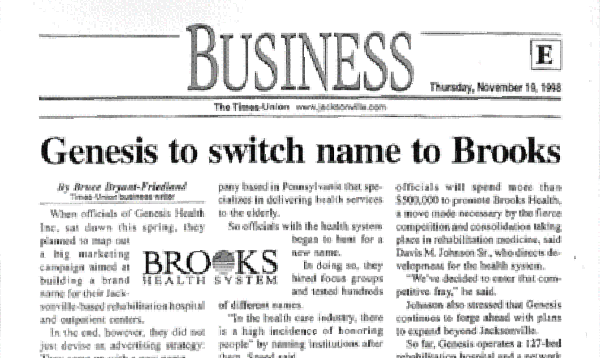 BUSINESS
E
Thursday, November 19, 1998
The Times-Union www.jacksonville.com
Genesis to switch name to Brooks
By Bruce Bryant-Friedland
Times-Union business writer
When officials of Genesis Health
Inc. sat down this spring, they
planned to map out
a big marketing
campaign aimed at
building a brand
name for their Jack-
sonville-based rehabilitation hospital
and outpatient centers.
In the end, however, they did not
just devise an advertising strategy:
They came up with a new name
BROOKS
HEALTH SYSTEM
pany based in Pennsylvania that spe-
cializes in delivering health services
to the elderly.
So officials with the health system
began to hunt for a
new name.
In doing so, they
hired focus groups
and tested hundreds
of different names.
"In the health care industry, there
is a high incidence of honoring
people" by naming institutions after
them, Sneed said.
officials will spend more than
$500,000 to promote Brooks Health,
a move made necessary by the fierce
competition and consolidation taking
place in rehabilitation medicine, said
Davis M. Johnson Sr., who directs de-
velopment for the health system.
"We've decided to enter that com-
petitive fray," he said.
Johnson also stressed that Genesis
continues to forge ahead with plans
to expand beyond Jacksonville.
So far, Genesis operates a 127-bed
rehabilitation hospital and a network